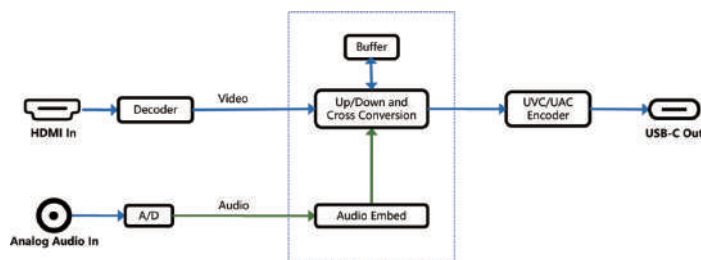 Buffer
HDMI In
Decoder
Video
Up/Down and
Cross Conversion
UVC/UAC
Encoder
USB-C Out
Analog Audio In
A/D
Audio
Audio Embed